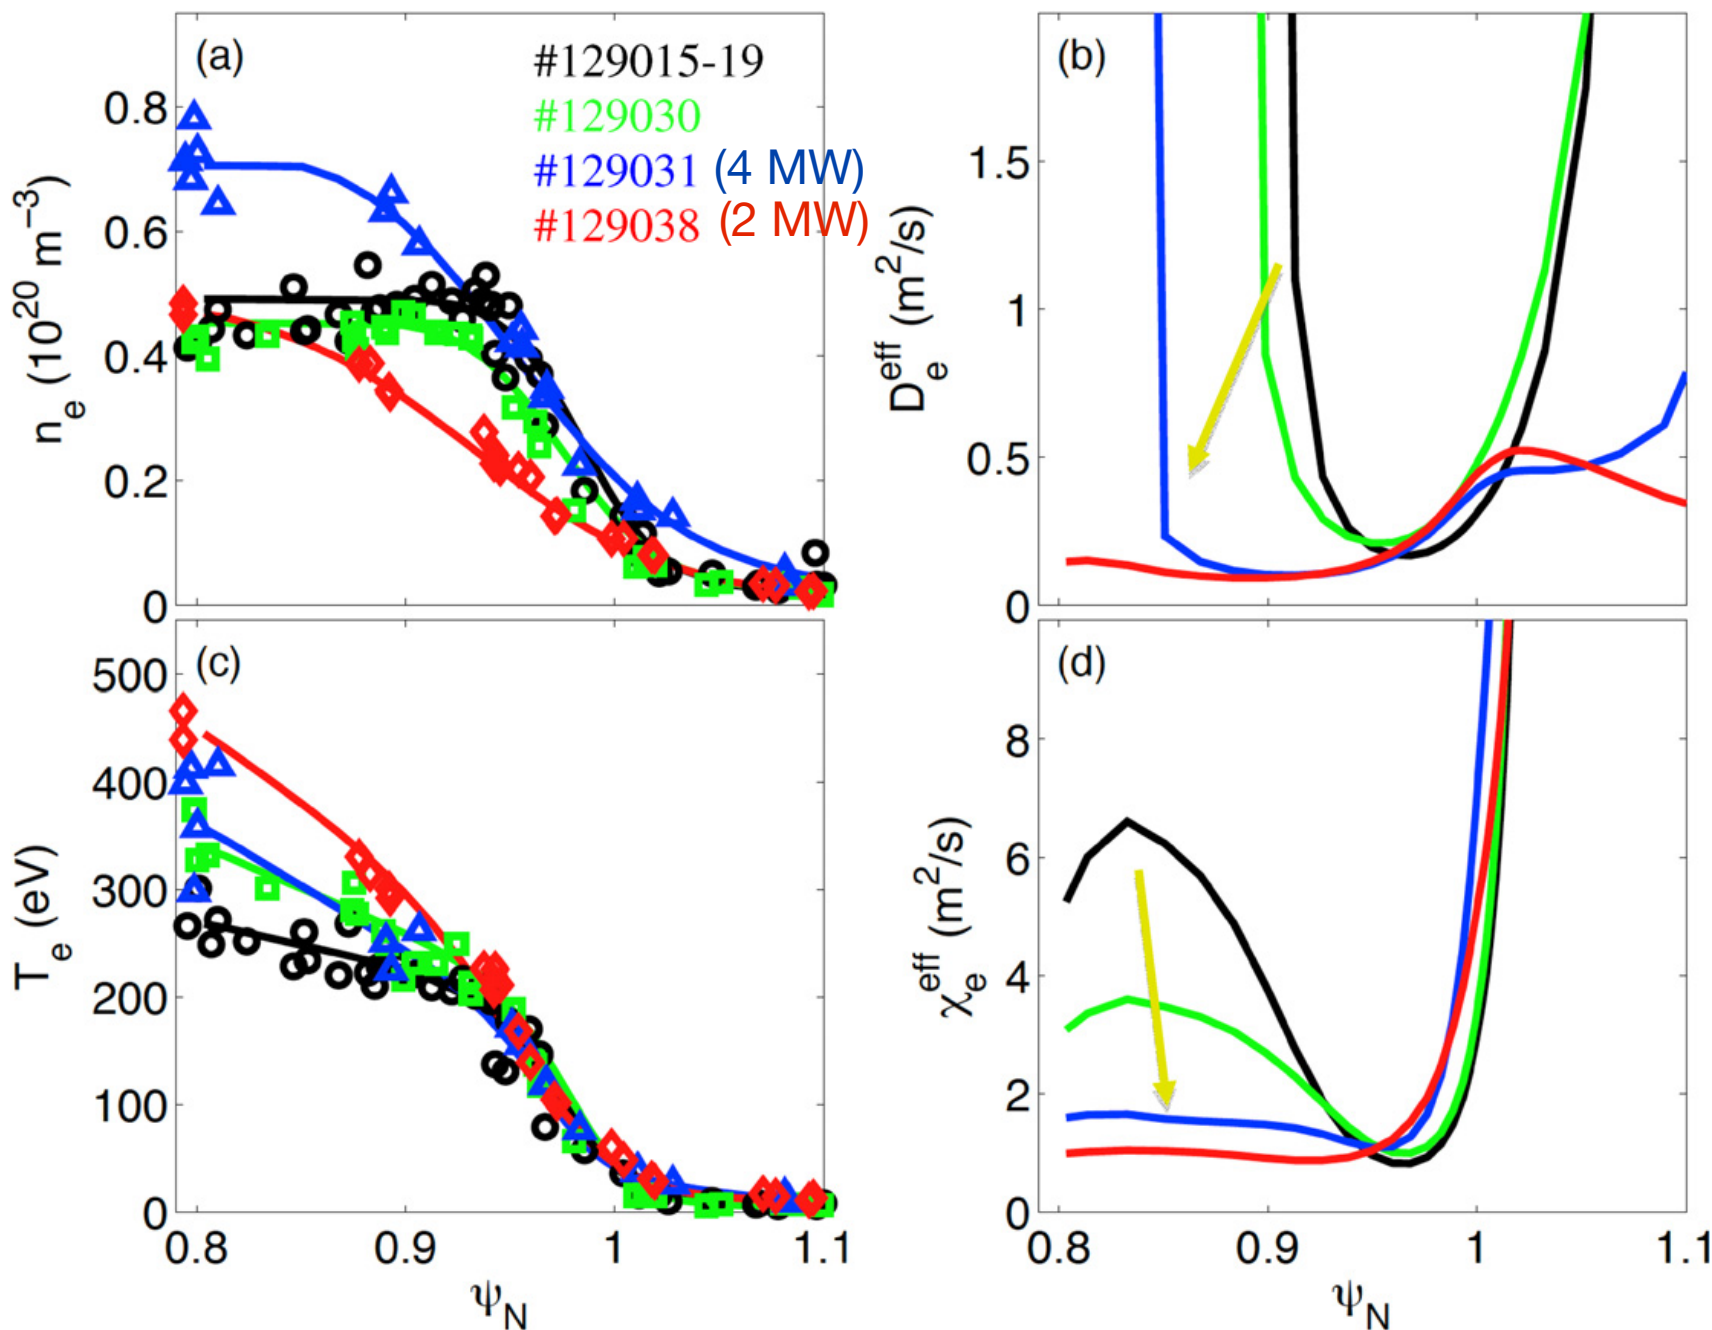 (a)
#129015-19
#129030
#129031 (4 MW)
#129038 (2 MW)
0.8
0.6
0.4
0.2
0
n_e (10^20 m^−3)
(b)
1.5
1
0.5
0
D_e^eff (m^2/s)
(c)
500
400
300
200
100
0
T_e (eV)
0.8 0.9 1 1.1
ψ_N
(d)
8
6
4
2
0
χ_e^eff (m^2/s)
0.8 0.9 1 1.1
ψ_N